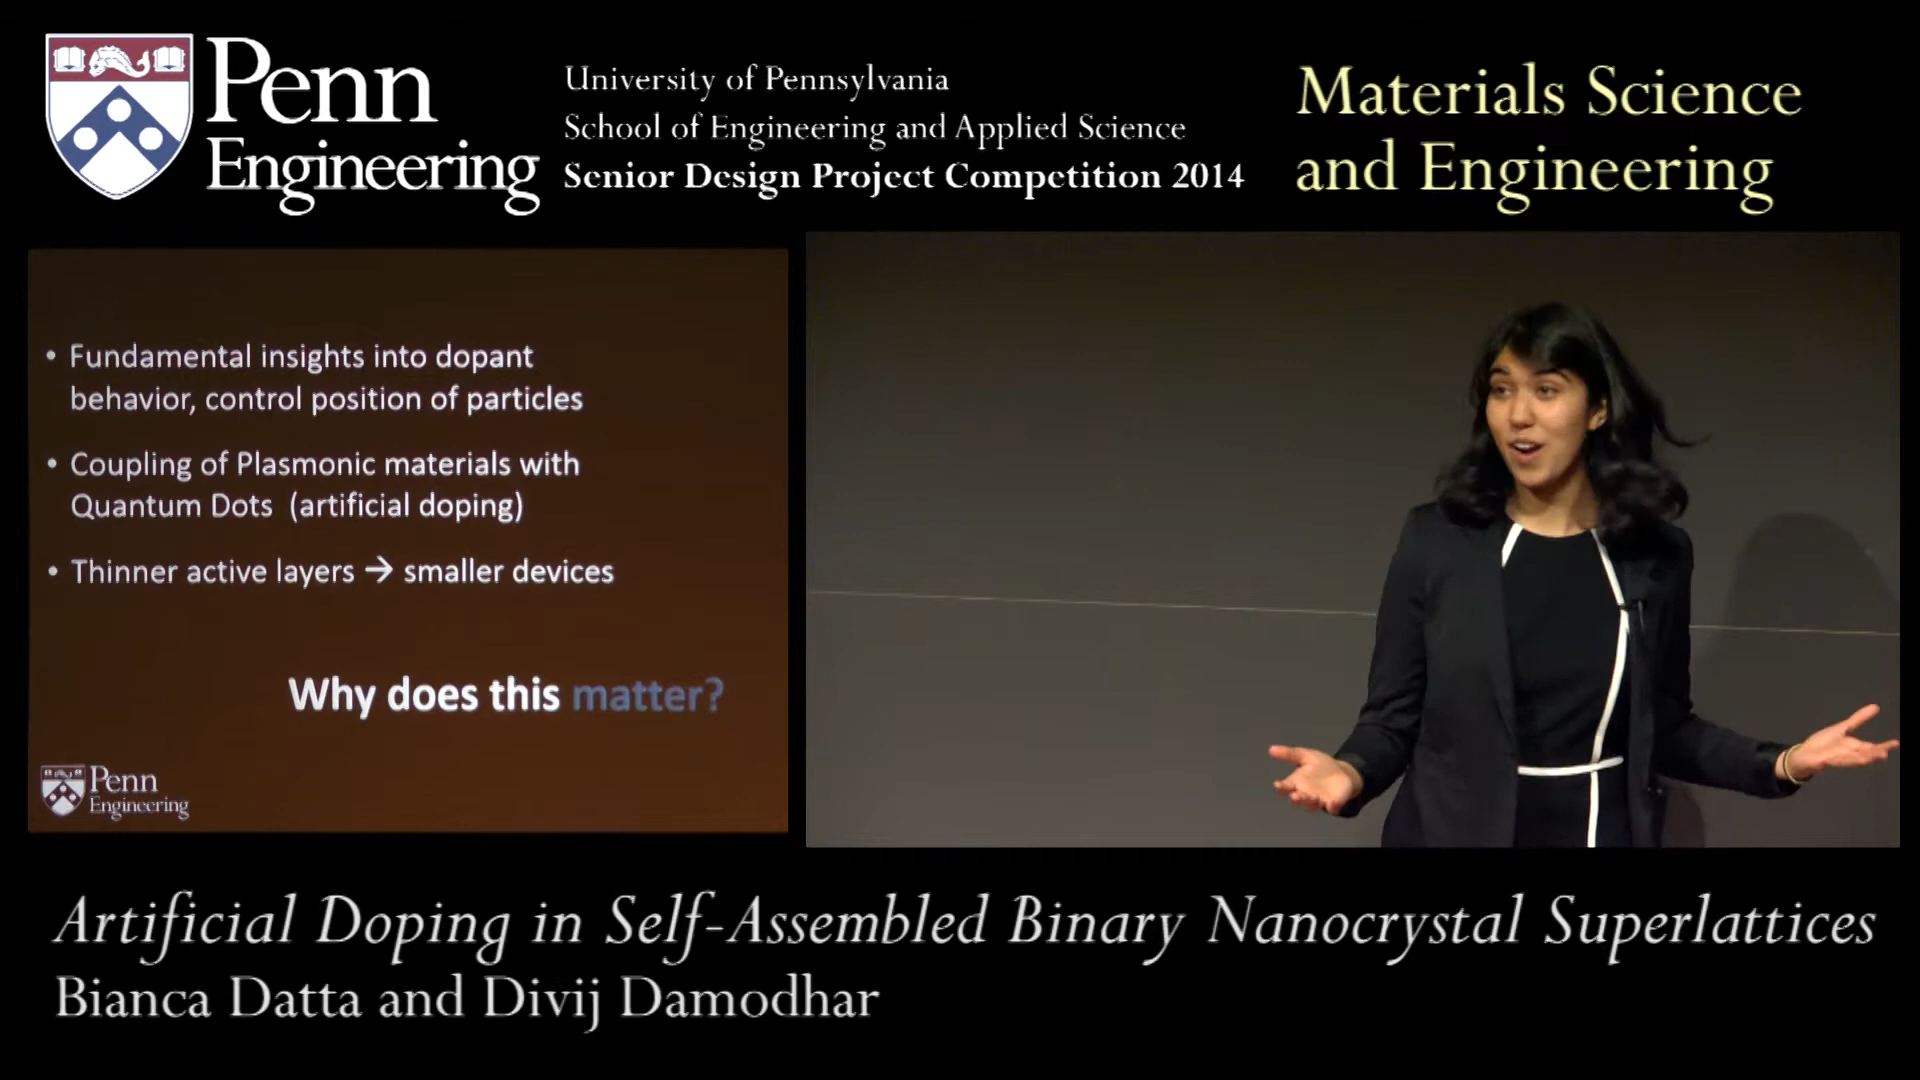 Penn
Engineering
University of Pennsylvania
School of Engineering and Applied Science
Senior Design Project Competition 2014
Materials Science
and Engineering
• Fundamental insights into dopant
behavior, control position of particles
• Coupling of Plasmonic materials with
Quantum Dots (artificial doping)
• Thinner active layers → smaller devices
Why does this matter?
Penn
Engineering
Artificial Doping in Self-Assembled Binary Nanocrystal Superlattices
Bianca Datta and Divij Damodhar